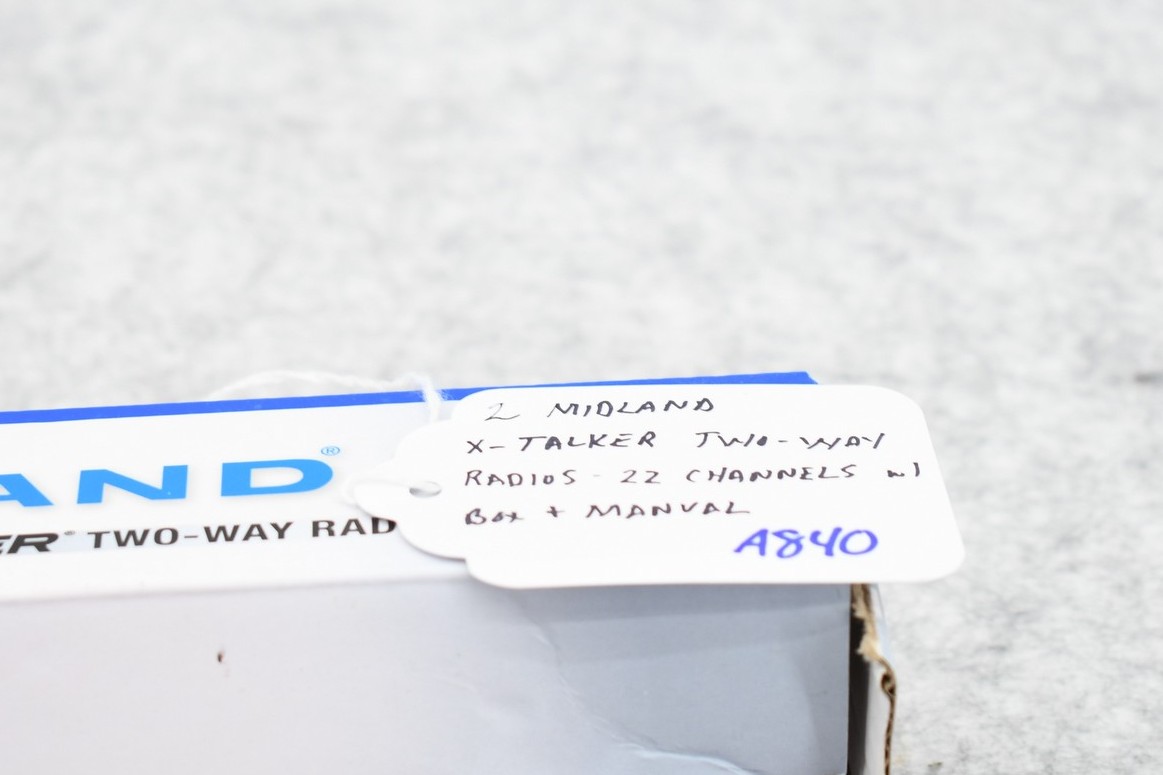 2 MIDLAND
X-TALKER TWO-WAY
RADIOS - 22 CHANNELS w/
Box + MANUAL
A840
AND®
ER® TWO-WAY RAD